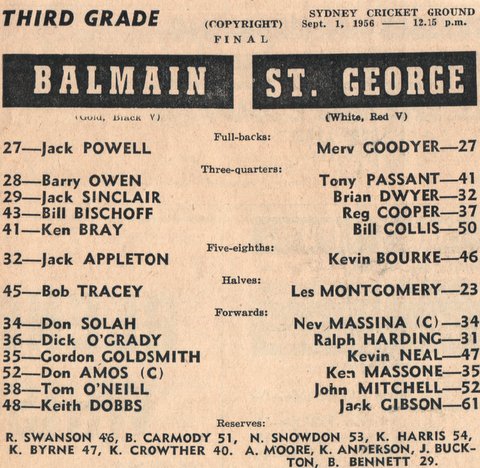 THIRD GRADE
(COPYRIGHT)
FINAL
SYDNEY CRICKET GROUND
Sept. 1, 1956 —— 12.15 p.m.
BALMAIN
ST. GEORGE
(Gold, Black V)
(White, Red V)
Full-backs:
27—Jack POWELL
Merv GOODYER—27
Three-quarters:
28—Barry OWEN
Tony PASSANT—41
29—Jack SINCLAIR
Brian DWYER—32
43—Bill BISCHOFF
Reg COOPER—37
41—Ken BRAY
Bill COLLIS—50
Five-eighths:
32—Jack APPLETON
Kevin BOURKE—46
Halves:
45—Bob TRACEY
Les MONTGOMERY—23
Forwards:
34—Don SOLAH
Nev MASSINA (C)—34
36—Dick O'GRADY
Ralph HARDING—31
35—Gordon GOLDSMITH
Kevin NEAL—47
52—Don AMOS (C)
Ken MASSONE—35
38—Tom O'NEILL
John MITCHELL—52
48—Keith DOBBS
Jack GIBSON—61
Reserves:
R. SWANSON 46, B. CARMODY 51,
K. BYRNE 47, K. CROWTHER 40.
N. SNOWDON 53, K. HARRIS 54,
A. MOORE, K. ANDERSON, J. BUCK-
TON, B. BENNETT 29.